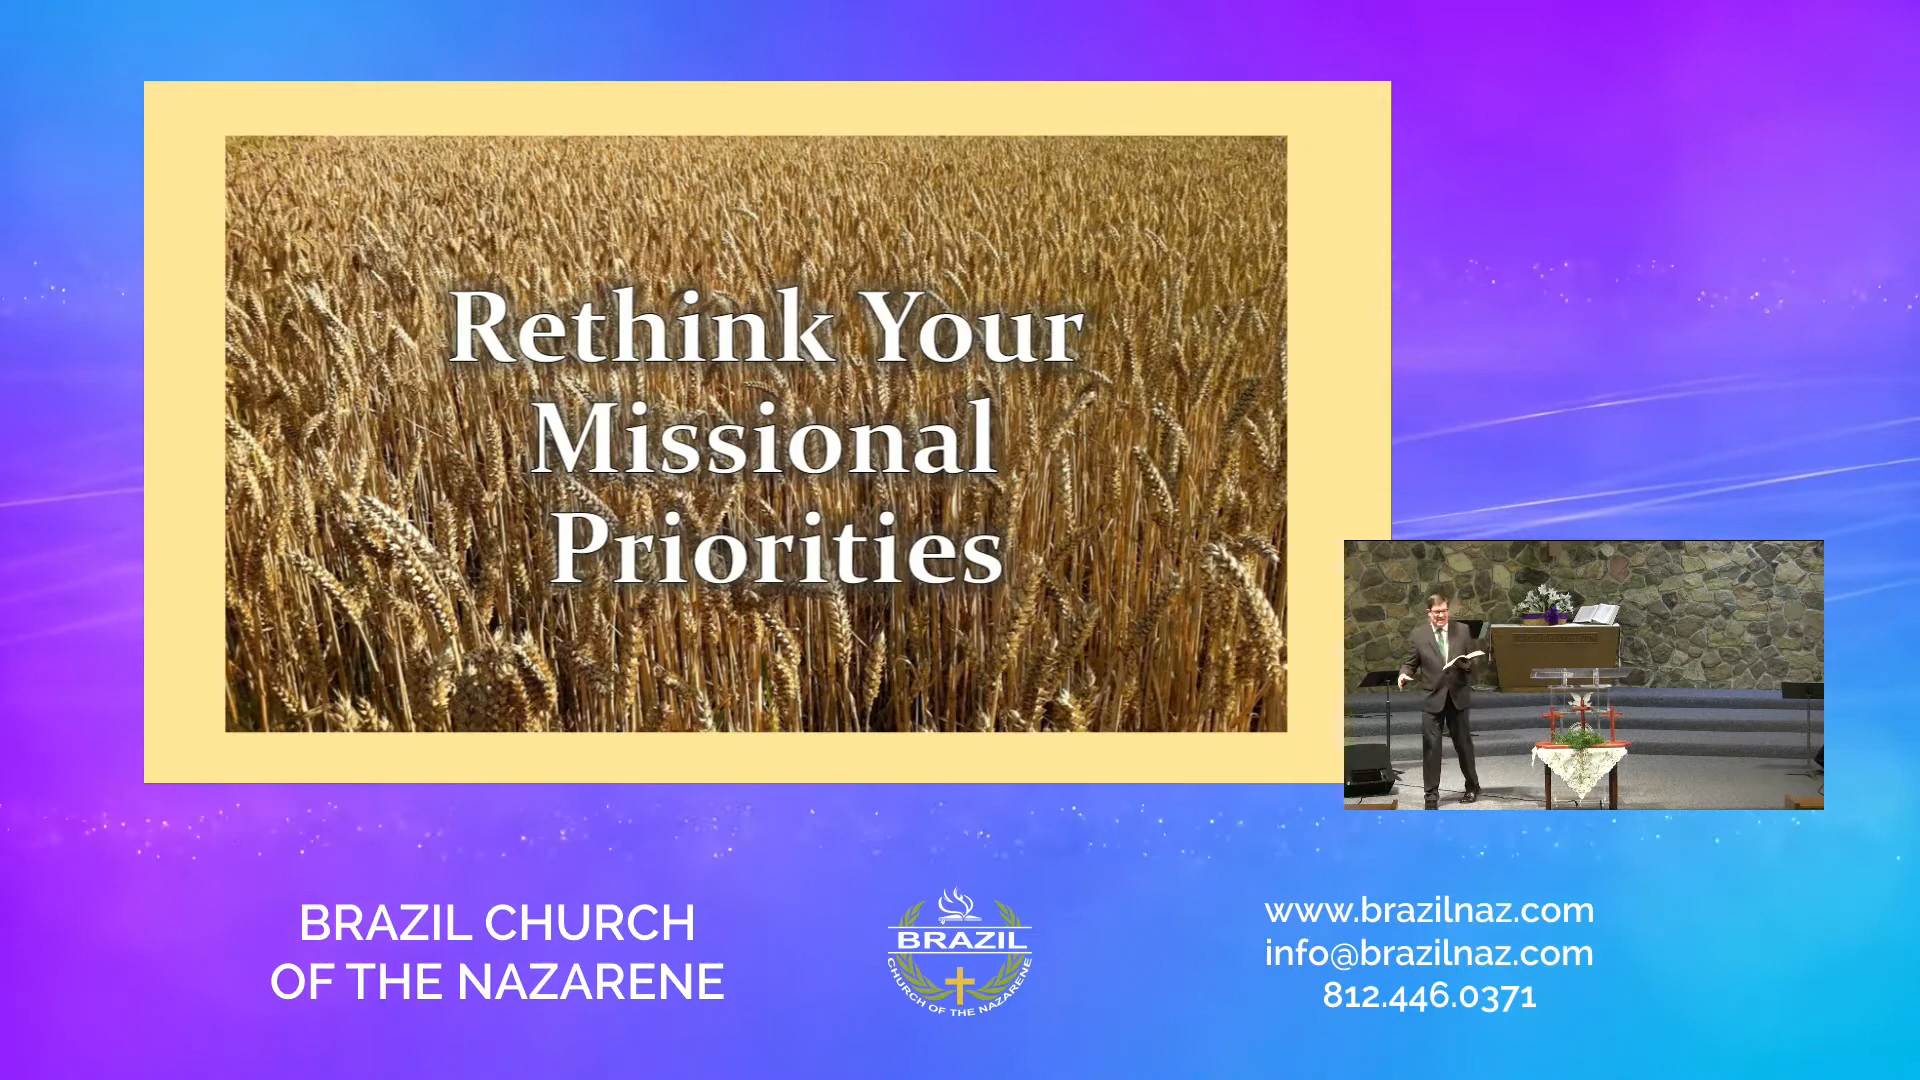 Rethink Your
Missional
Priorities
BRAZIL CHURCH
OF THE NAZARENE
BRAZIL
CHURCH OF THE NAZARENE
www.brazilnaz.com
info@brazilnaz.com
812.446.0371